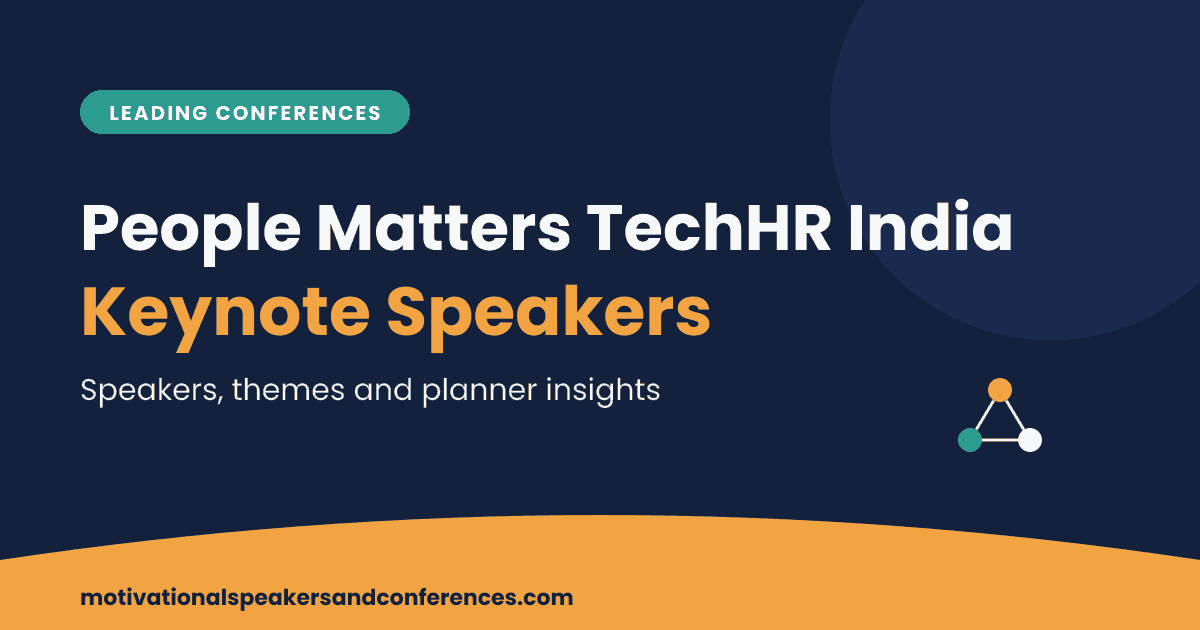 LEADING CONFERENCES
People Matters TechHR India
Keynote Speakers
Speakers, themes and planner insights
motivationalspeakersandconferences.com